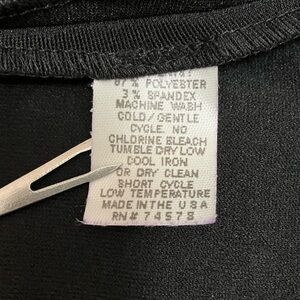 % POLYESTER
3% SPANDEX
MACHINE WASH
COLD/GENTLE
CYCLE. NO
CHLORINE BLEACH
TUMBLE DRY LOW
COOL IRON
OR DRY CLEAN
SHORT CYCLE
LOW TEMPERATURE
MADE IN THE USA
RN# 74578